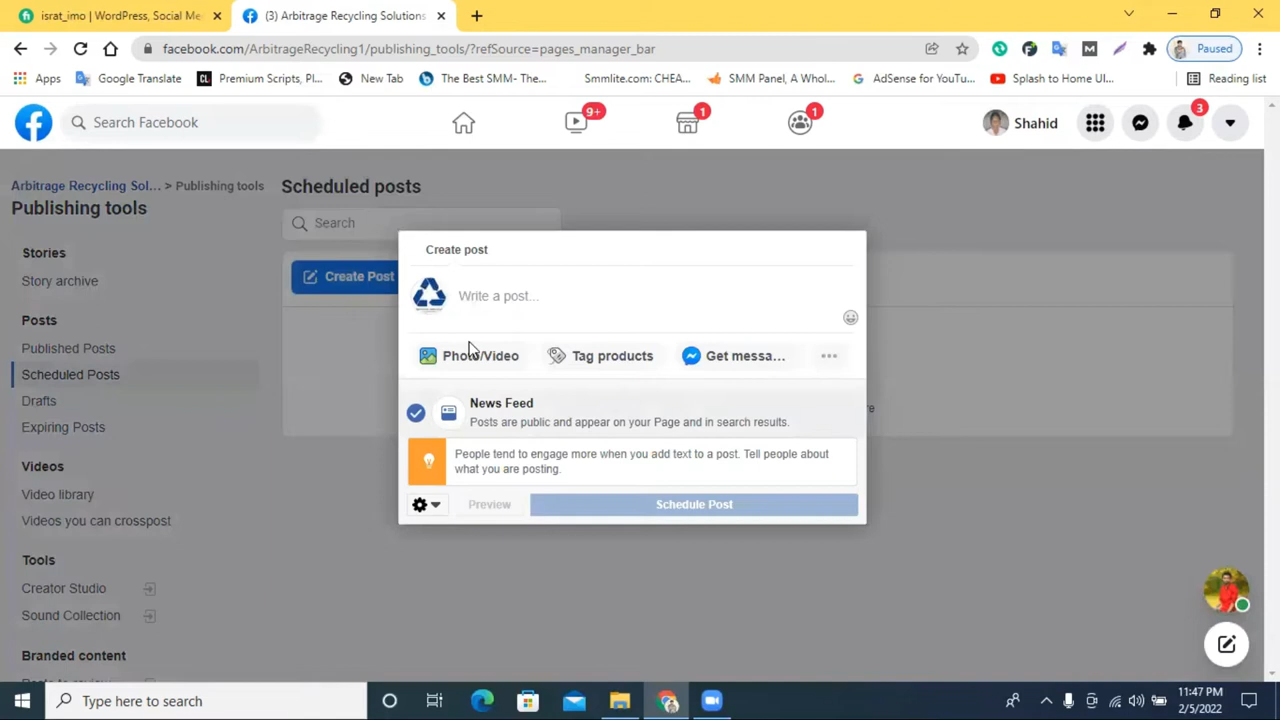 israt_imo | WordPress, Social Me
(3) Arbitrage Recycling Solutions
facebook.com/ArbitrageRecycling1/publishing_tools/?refSource=pages_manager_bar
Paused
Apps
Google Translate
Premium Scripts, Pl...
New Tab
The Best SMM- The...
Smmlite.com: CHEA...
SMM Panel, A Whol...
AdSense for YouTu...
Splash to Home UI...
Reading list
Search Facebook
9+
1
1
Shahid
3
Arbitrage Recycling Sol... > Publishing tools
Publishing tools
Scheduled posts
Search
Stories
Story archive
Create Post
Posts
Published Posts
Scheduled Posts
Drafts
Expiring Posts
Videos
Video library
Videos you can crosspost
Tools
Creator Studio
Sound Collection
Branded content
Create post
Write a post...
Photo/Video
Tag products
Get messa...
News Feed
Posts are public and appear on your Page and in search results.
People tend to engage more when you add text to a post. Tell people about
what you are posting.
Preview
Schedule Post
Type here to search
11:47 PM
2/5/2022